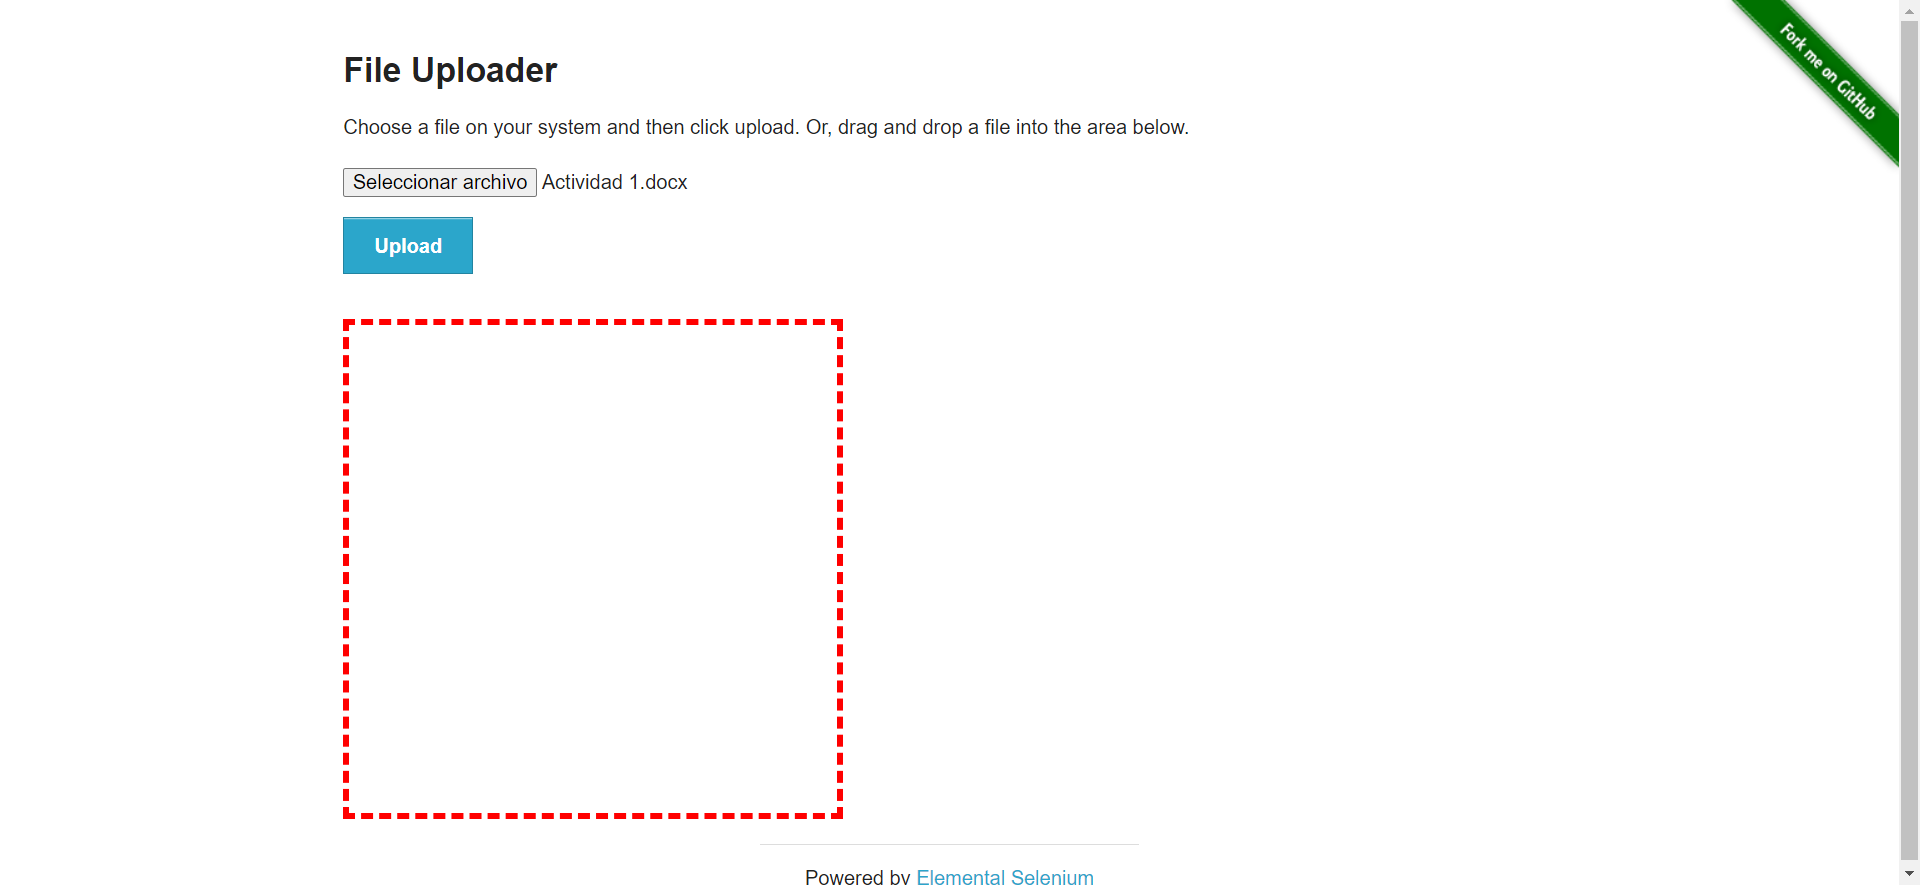 Fork me on GitHub
File Uploader
Choose a file on your system and then click upload. Or, drag and drop a file into the area below.
Seleccionar archivo Actividad 1.docx
Upload
Powered by Elemental Selenium